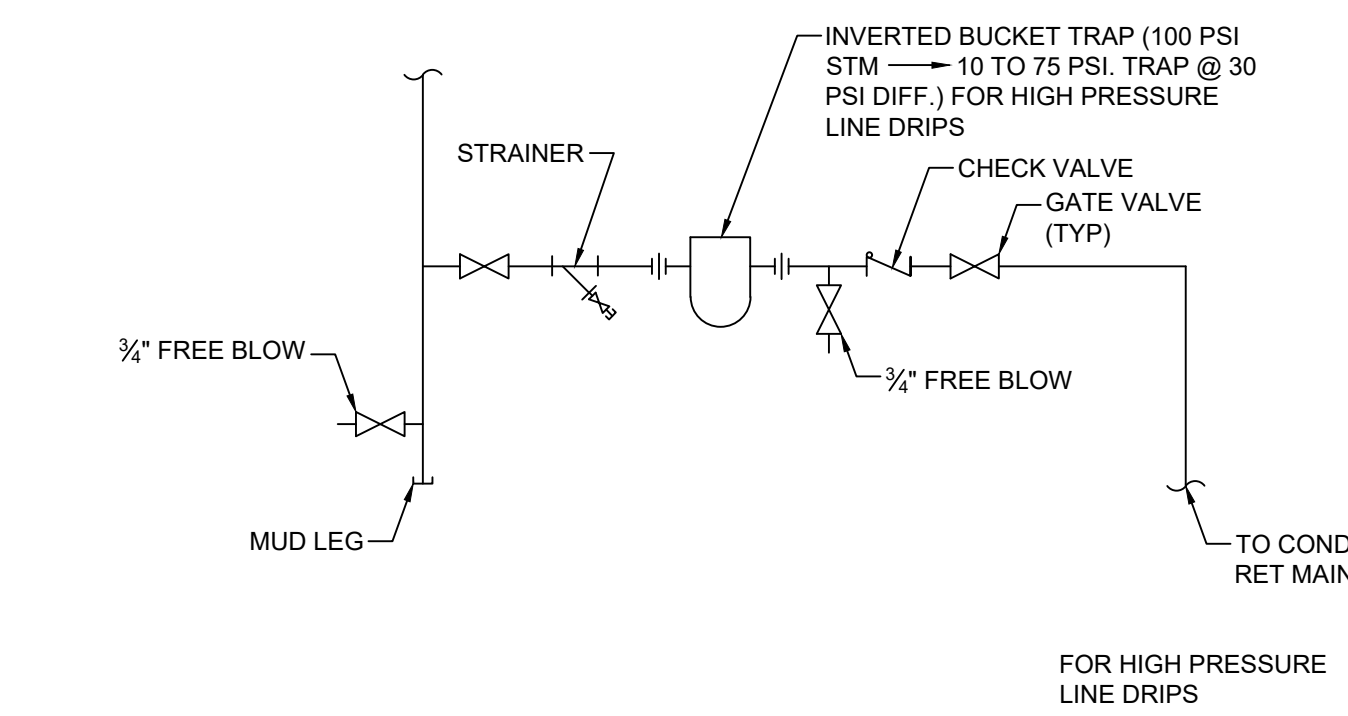 INVERTED BUCKET TRAP (100 PSI
STM → 10 TO 75 PSI. TRAP @ 30
PSI DIFF.) FOR HIGH PRESSURE
LINE DRIPS
STRAINER
CHECK VALVE
GATE VALVE
(TYP)
¾" FREE BLOW
¾" FREE BLOW
MUD LEG
TO COND
RET MAIN
FOR HIGH PRESSURE
LINE DRIPS